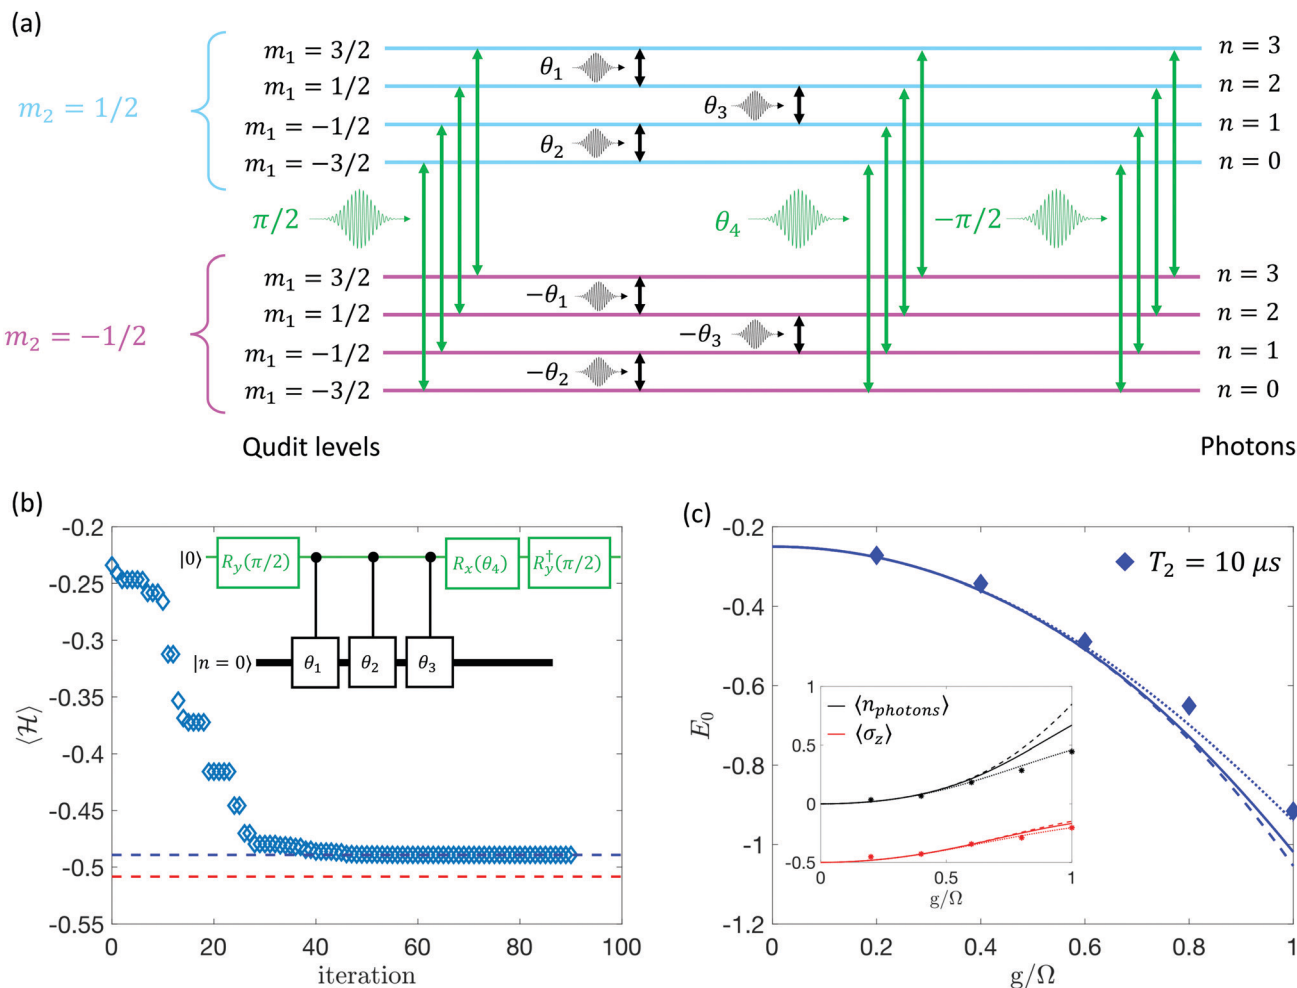 (a)
m₂ = 1/2
m₁ = 3/2
m₁ = 1/2
m₁ = −1/2
m₁ = −3/2
θ₁
θ₃
θ₂
n = 3
n = 2
n = 1
n = 0
π/2
θ₄
−π/2
m₂ = −1/2
m₁ = 3/2
m₁ = 1/2
m₁ = −1/2
m₁ = −3/2
−θ₁
−θ₃
−θ₂
n = 3
n = 2
n = 1
n = 0
Qudit levels
Photons
(b)
-0.2
-0.25
-0.3
-0.35
-0.4
-0.45
-0.5
-0.55
⟨ℋ⟩
|0⟩
R_y(π/2)
R_x(θ₄)
R_y^†(π/2)
|n = 0⟩
θ₁
θ₂
θ₃
0
20
40
60
80
100
iteration
(c)
-0.2
-0.4
-0.6
-0.8
-1
-1.2
E₀
T₂ = 10 μs
1
0.5
0
-0.5
⟨n_photons⟩
⟨σ_z⟩
0
0.5
1
g/Ω
0
0.2
0.4
0.6
0.8
1
g/Ω